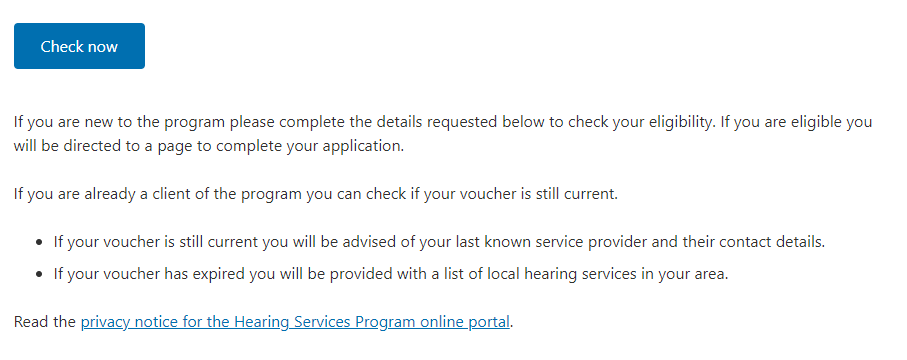 Check now
If you are new to the program please complete the details requested below to check your eligibility. If you are eligible you
will be directed to a page to complete your application.
If you are already a client of the program you can check if your voucher is still current.
• If your voucher is still current you will be advised of your last known service provider and their contact details.
• If your voucher has expired you will be provided with a list of local hearing services in your area.
Read the privacy notice for the Hearing Services Program online portal.